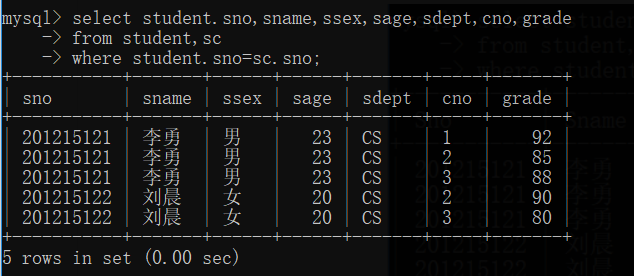 mysql> select student.sno,sname,ssex,sage,sdept,cno,grade
-> from student,sc
-> where student.sno=sc.sno;
+-----------+-------+------+------+-------+-----+-------+
| sno | sname | ssex | sage | sdept | cno | grade |
+-----------+-------+------+------+-------+-----+-------+
| 201215121 | 李勇 | 男 | 23 | CS | 1 | 92 |
| 201215121 | 李勇 | 男 | 23 | CS | 2 | 85 |
| 201215121 | 李勇 | 男 | 23 | CS | 3 | 88 |
| 201215122 | 刘晨 | 女 | 20 | CS | 2 | 90 |
| 201215122 | 刘晨 | 女 | 20 | CS | 3 | 80 |
+-----------+-------+------+------+-------+-----+-------+
5 rows in set (0.00 sec)